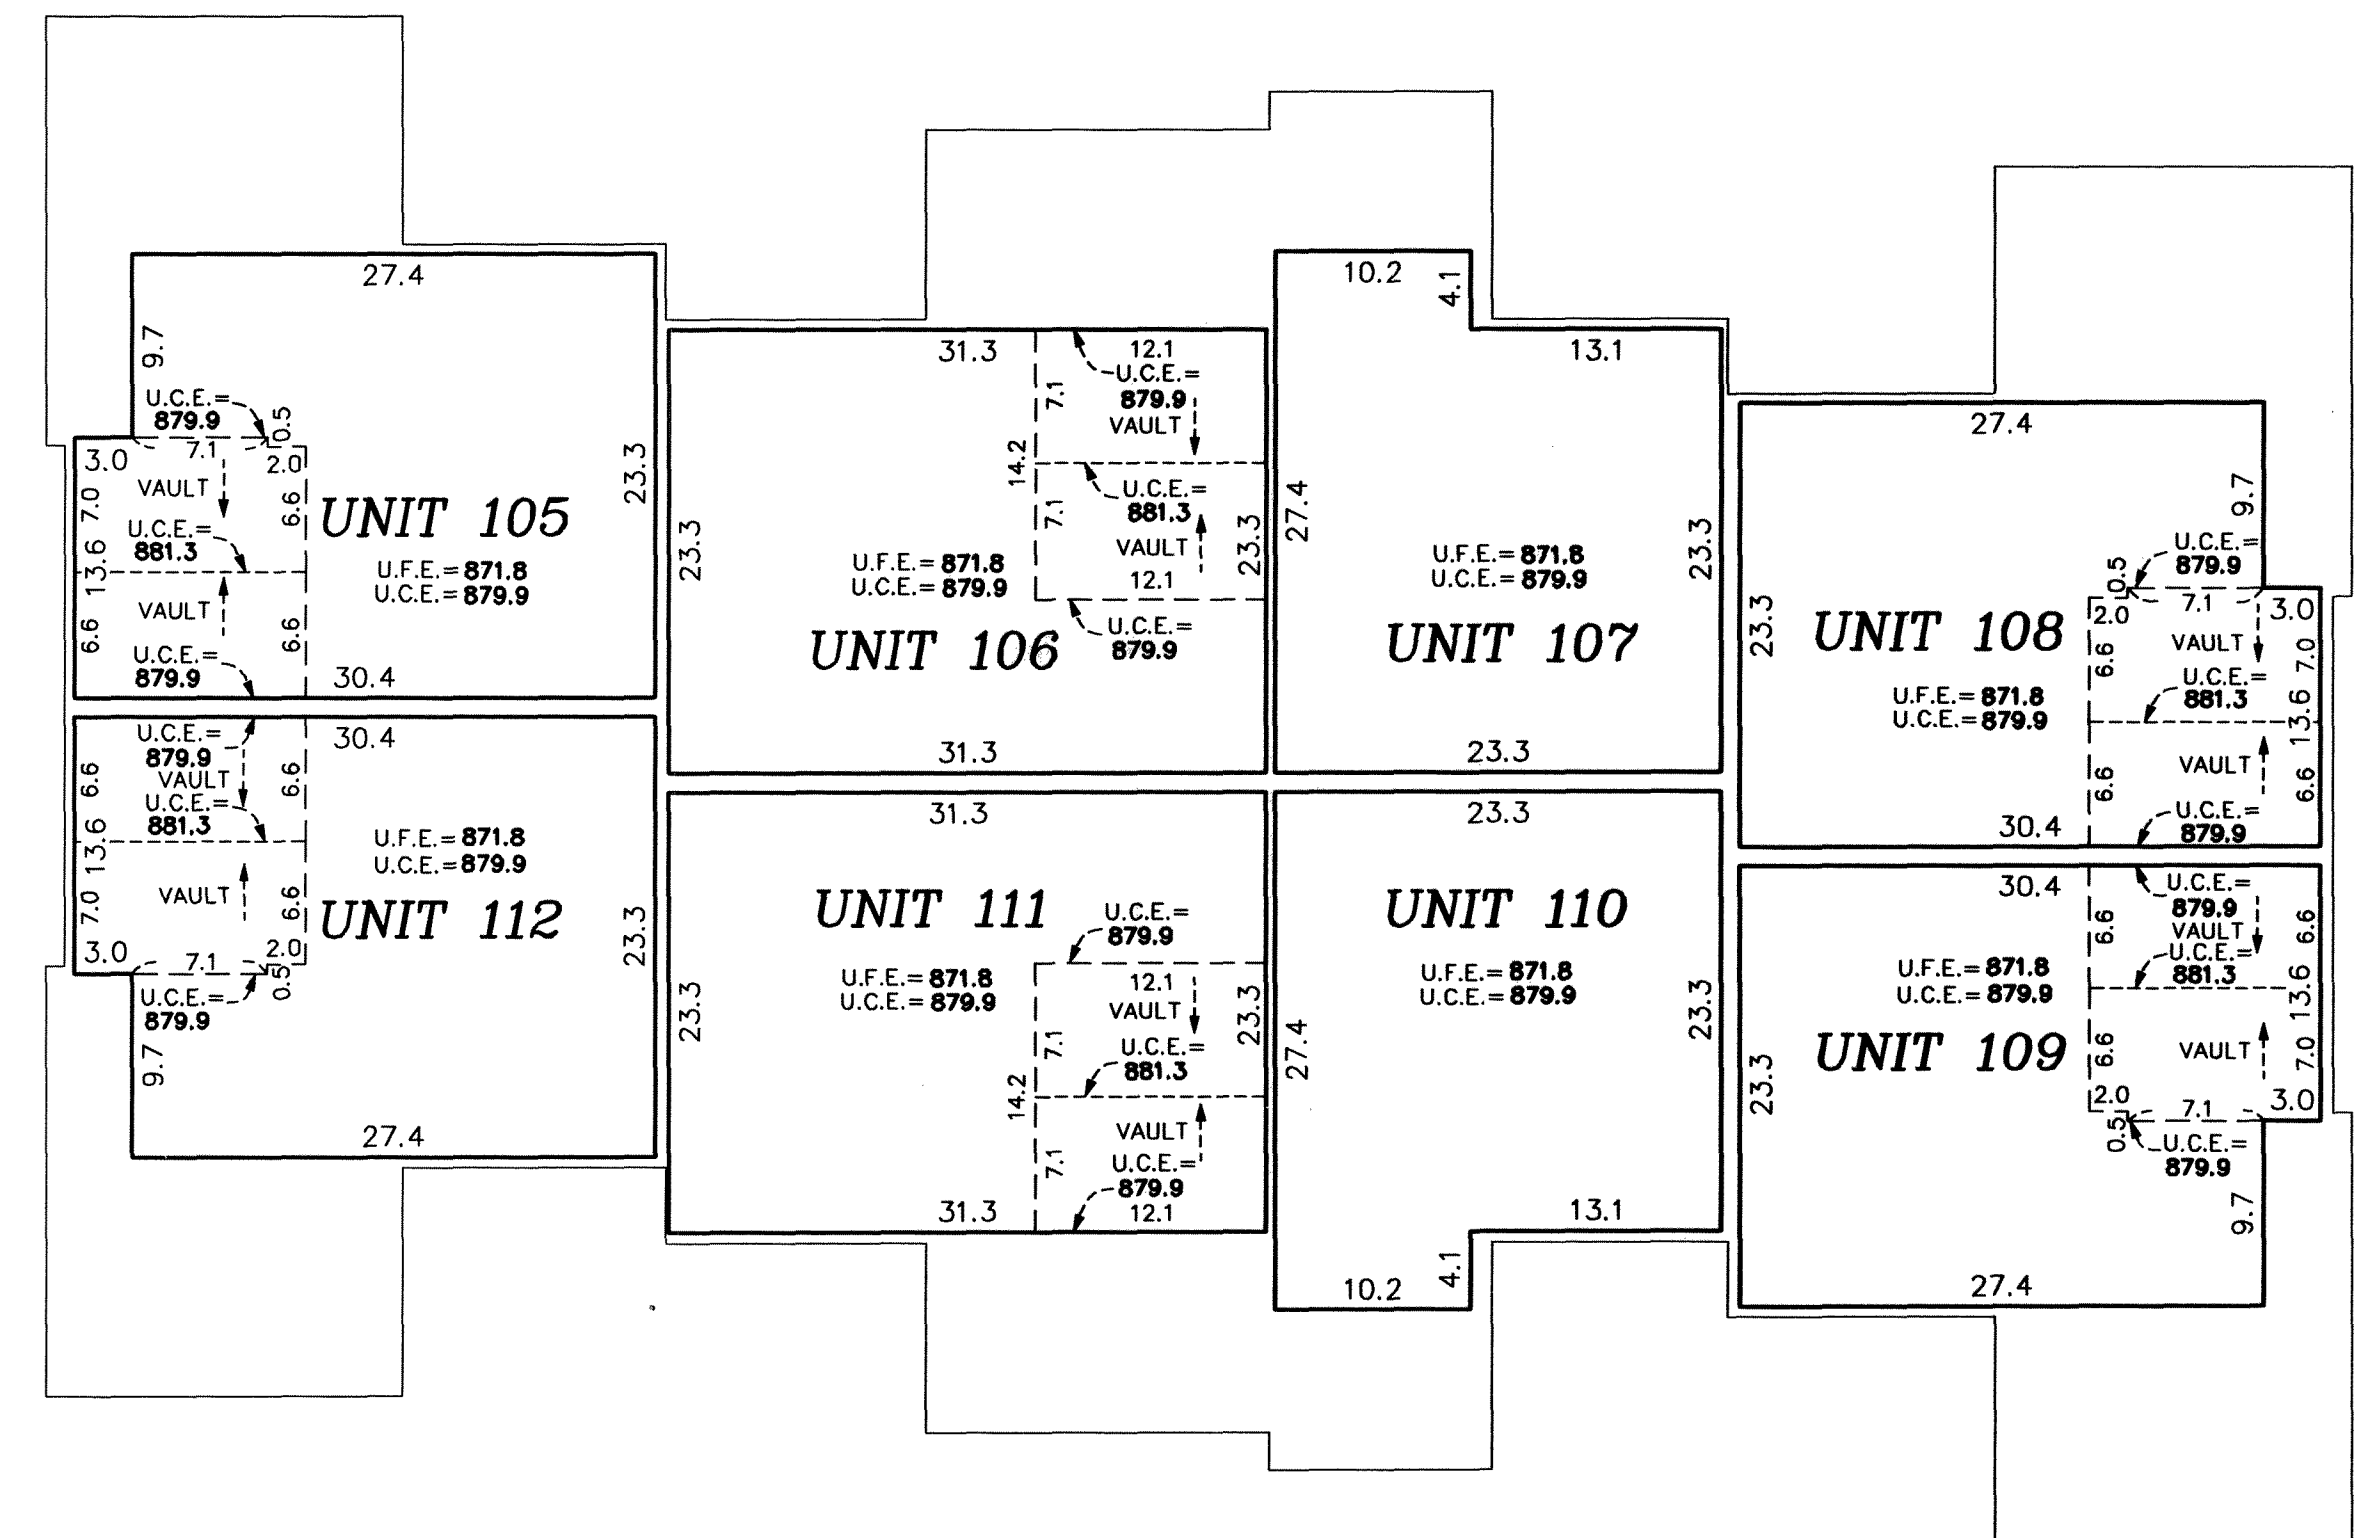 27.4
9.7
U.C.E.=
879.9
0.5
7.1
3.0
2.0
VAULT
7.0
6.6
U.C.E.=
881.3
13.6
UNIT 105
U.F.E.= 871.8
U.C.E.= 879.9
23.3
VAULT
6.6
6.6
U.C.E.=
879.9
30.4
31.3
12.1
U.C.E.=
879.9
VAULT
7.1
14.2
U.C.E.=
881.3
7.1
VAULT
12.1
23.3
23.3
U.F.E.= 871.8
U.C.E.= 879.9
U.C.E.=
879.9
UNIT 106
31.3
10.2
4.1
13.1
27.4
23.3
U.F.E.= 871.8
U.C.E.= 879.9
UNIT 107
23.3
27.4
9.7
U.C.E.=
879.9
0.5
7.1
3.0
2.0
UNIT 108
23.3
VAULT
6.6
7.0
U.C.E.=
881.3
13.6
U.F.E.= 871.8
U.C.E.= 879.9
VAULT
6.6
6.6
U.C.E.=
879.9
30.4
30.4
U.C.E.=
879.9
VAULT
6.6
6.6
U.C.E.=
881.3
13.6
U.F.E.= 871.8
U.C.E.= 879.9
VAULT
7.0
6.6
UNIT 112
23.3
3.0
7.1
2.0
0.5
U.C.E.=
879.9
9.7
27.4
31.3
UNIT 111
U.C.E.=
879.9
U.F.E.= 871.8
U.C.E.= 879.9
12.1
VAULT
23.3
23.3
7.1
U.C.E.=
881.3
14.2
VAULT
7.1
U.C.E.=
879.9
31.3
12.1
23.3
UNIT 110
U.F.E.= 871.8
U.C.E.= 879.9
27.4
23.3
13.1
4.1
10.2
30.4
U.C.E.=
879.9
VAULT
6.6
6.6
U.C.E.=
881.3
13.6
U.F.E.= 871.8
U.C.E.= 879.9
UNIT 109
VAULT
6.6
7.0
23.3
2.0
7.1
3.0
0.5
U.C.E.=
879.9
9.7
27.4